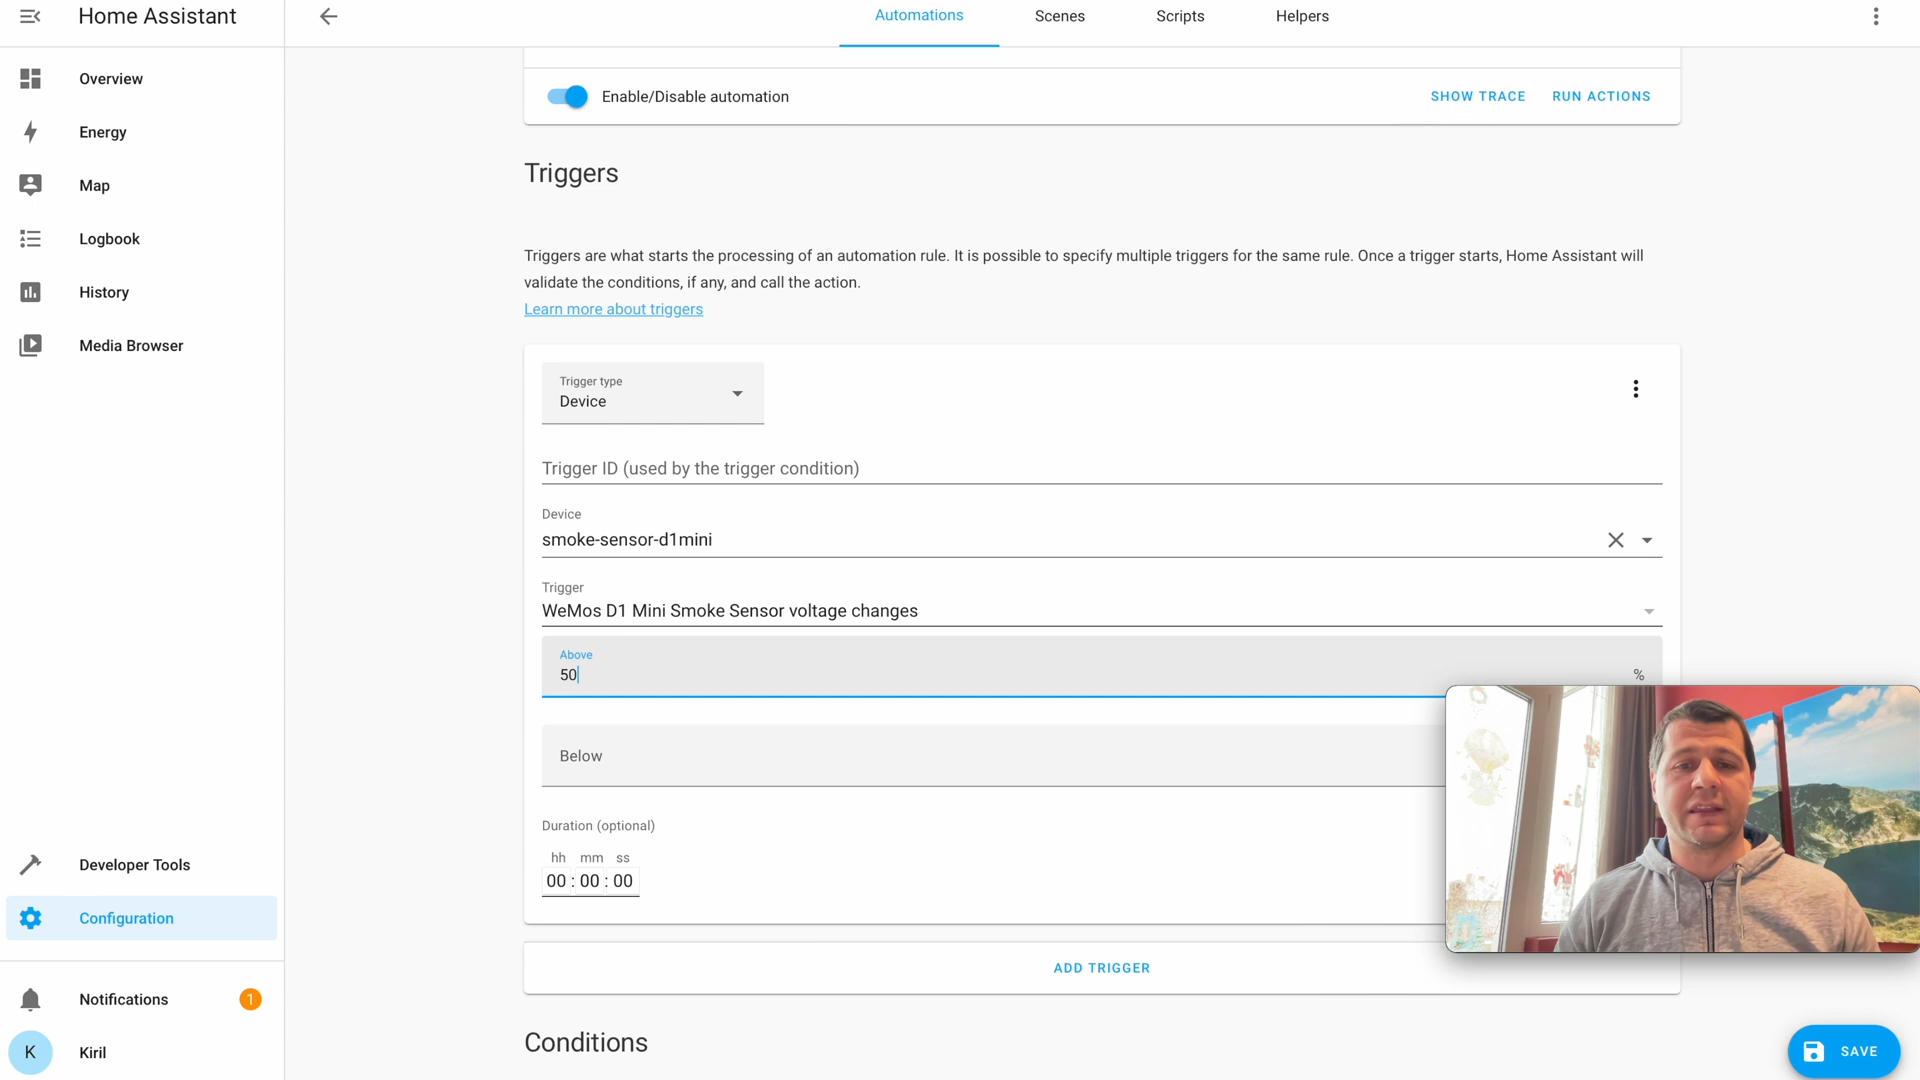 Home Assistant
Automations
Scenes
Scripts
Helpers
Overview
Energy
Map
Logbook
History
Media Browser
Developer Tools
Configuration
Notifications
1
K
Kiril
Enable/Disable automation
SHOW TRACE
RUN ACTIONS
Triggers
Triggers are what starts the processing of an automation rule. It is possible to specify multiple triggers for the same rule. Once a trigger starts, Home Assistant will
validate the conditions, if any, and call the action.
Learn more about triggers
Trigger type
Device
Trigger ID (used by the trigger condition)
Device
smoke-sensor-d1mini
Trigger
WeMos D1 Mini Smoke Sensor voltage changes
Above
50
%
Below
Duration (optional)
hh mm ss
00 : 00 : 00
ADD TRIGGER
Conditions
SAVE